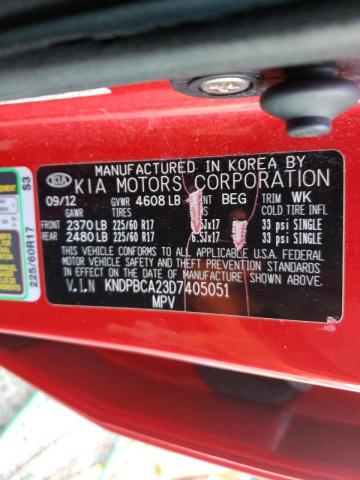 MANUFACTURED IN KOREA BY
KIA KIA MOTORS CORPORATION
09/12 GVWR 4608 LB BEG TRIM WK
GAWR TIRES COLD TIRE INFL
FRONT 2370 LB 225/60 R17 33 psi SINGLE
REAR 2480 LB 225/60 R17 6.5Jx17 33 psi SINGLE
THIS VEHICLE CONFORMS TO ALL APPLICABLE U.S.A. FEDERAL
MOTOR VEHICLE SAFETY AND THEFT PREVENTION STANDARDS
IN EFFECT ON THE DATE OF MANUFACTURE SHOWN ABOVE.
V.I.N KNDPBCA23D7405051
MPV
S3
225/60R17